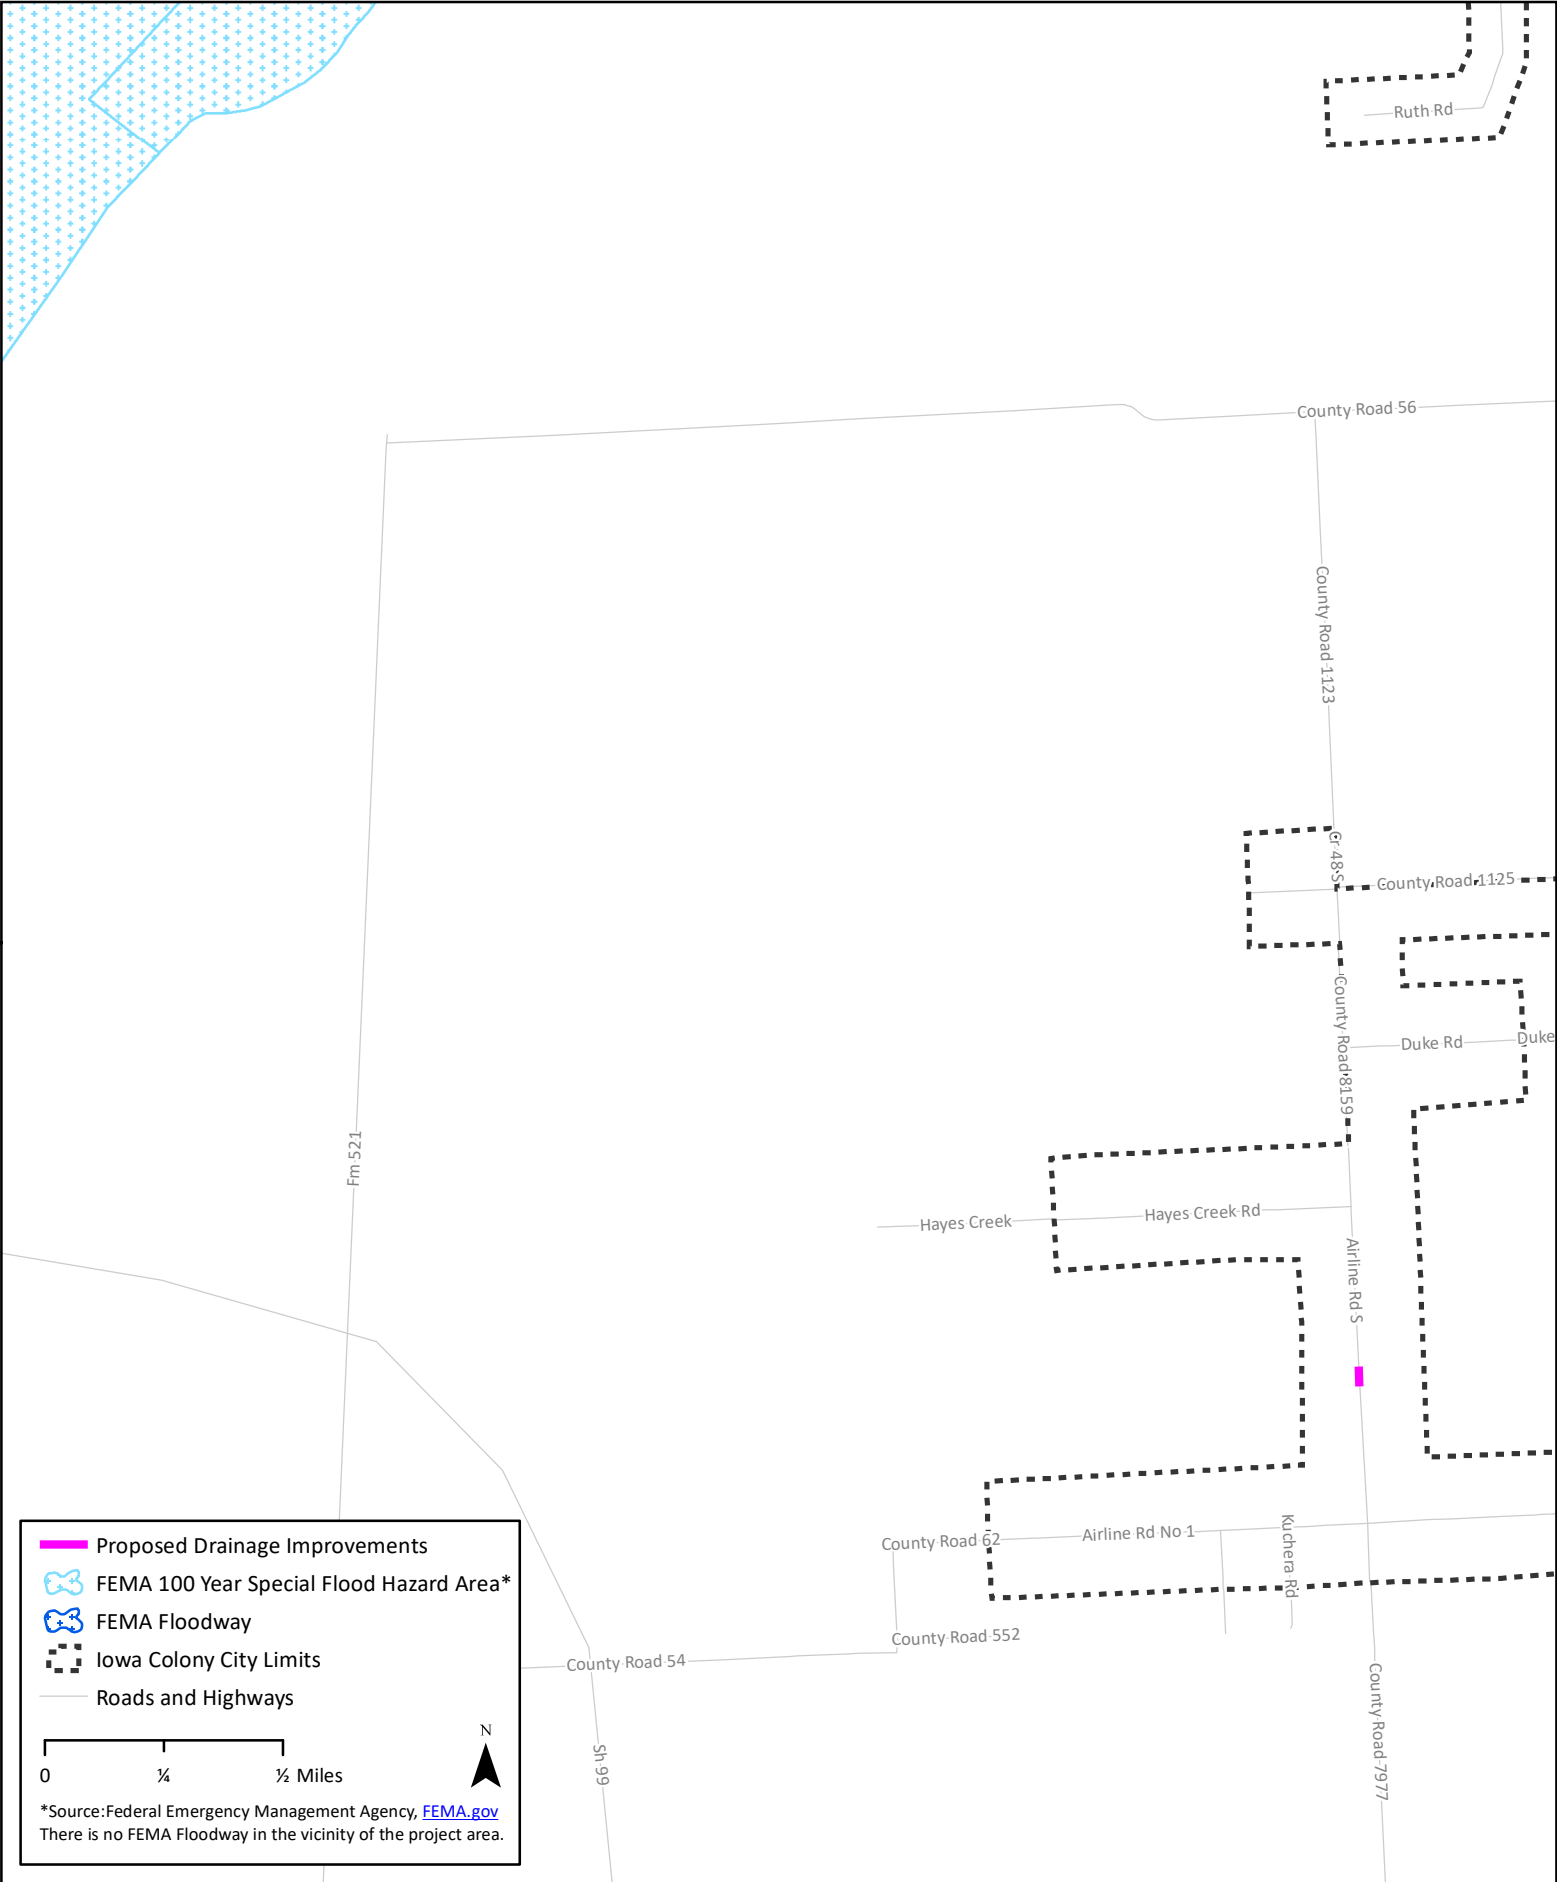 Ruth Rd
County Road 56
County Road 1123
Cr 48 S
County Road 1125
County Road 8159
Duke Rd
Duke
Fm 521
Hayes Creek
Hayes Creek Rd
Airline Rd S
County Road 62
Airline Rd No 1
Kuchera Rd
County Road 552
County Road 54
County Road 7977
Sh 99
Proposed Drainage Improvements
FEMA 100 Year Special Flood Hazard Area*
FEMA Floodway
Iowa Colony City Limits
Roads and Highways
N
0 ¼ ½ Miles
*Source:Federal Emergency Management Agency, FEMA.gov
There is no FEMA Floodway in the vicinity of the project area.